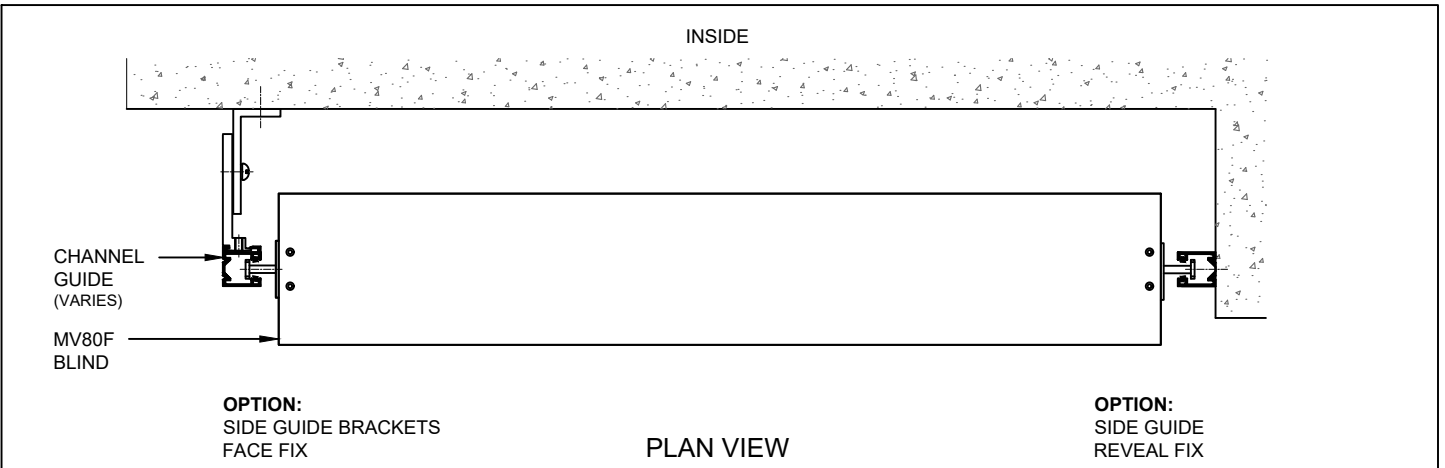 INSIDE
CHANNEL
GUIDE
(VARIES)
MV80F
BLIND
OPTION:
SIDE GUIDE BRACKETS
FACE FIX
PLAN VIEW
OPTION:
SIDE GUIDE
REVEAL FIX